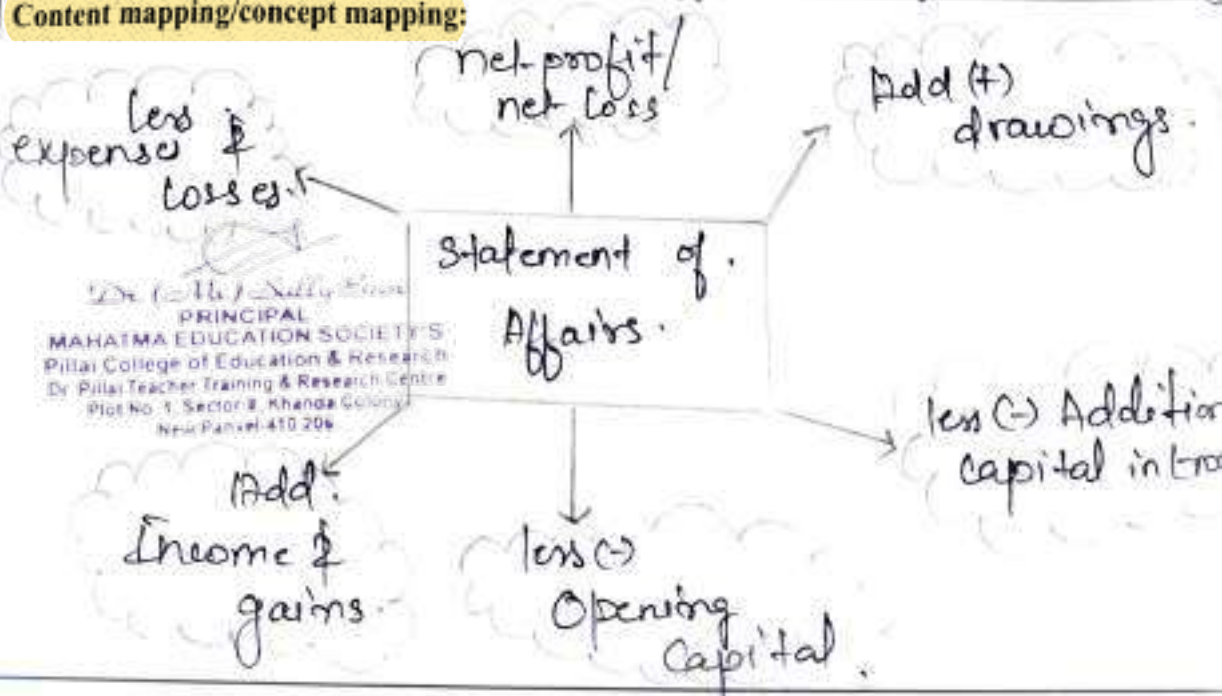 Content mapping/concept mapping:
net-profit/
net loss
Add (+)
drawings.
less
expenses &
losses.
Statement of.
Affairs.
PRINCIPAL
MAHATMA EDUCATION SOCIETY'S
Pillai College of Education & Research
Dr. Pillai Teacher Training & Research Centre
Plot No. 1, Sector 8, Khanda Colony
New Panvel-410 206
less (-) Addition
capital intro
Add:
Income &
gains.
less (-)
Opening
Capital.